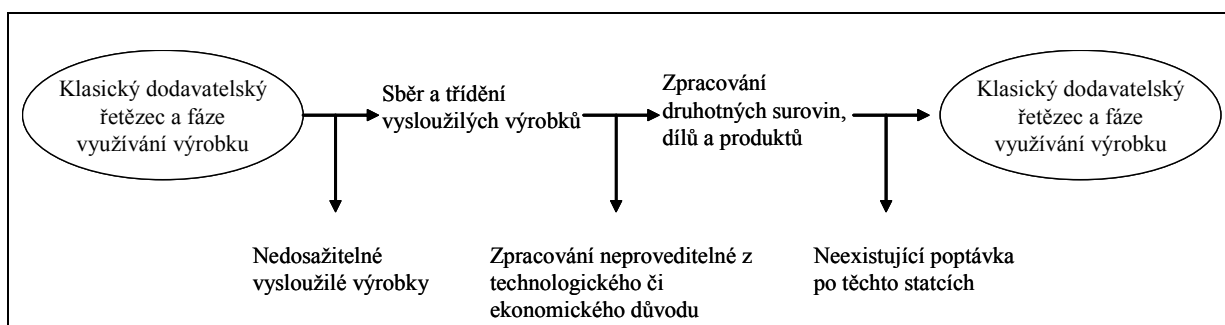 Klasický dodavatelský
řetězec a fáze
využívání výrobku
Sběr a třídění
vysloužilých výrobků
Zpracování
druhotných surovin,
dílů a produktů
Klasický dodavatelský
řetězec a fáze
využívání výrobku
Nedosažitelné
vysloužilé výrobky
Zpracování neproveditelné z
technologického či
ekonomického důvodu
Neexistující poptávka
po těchto statcích